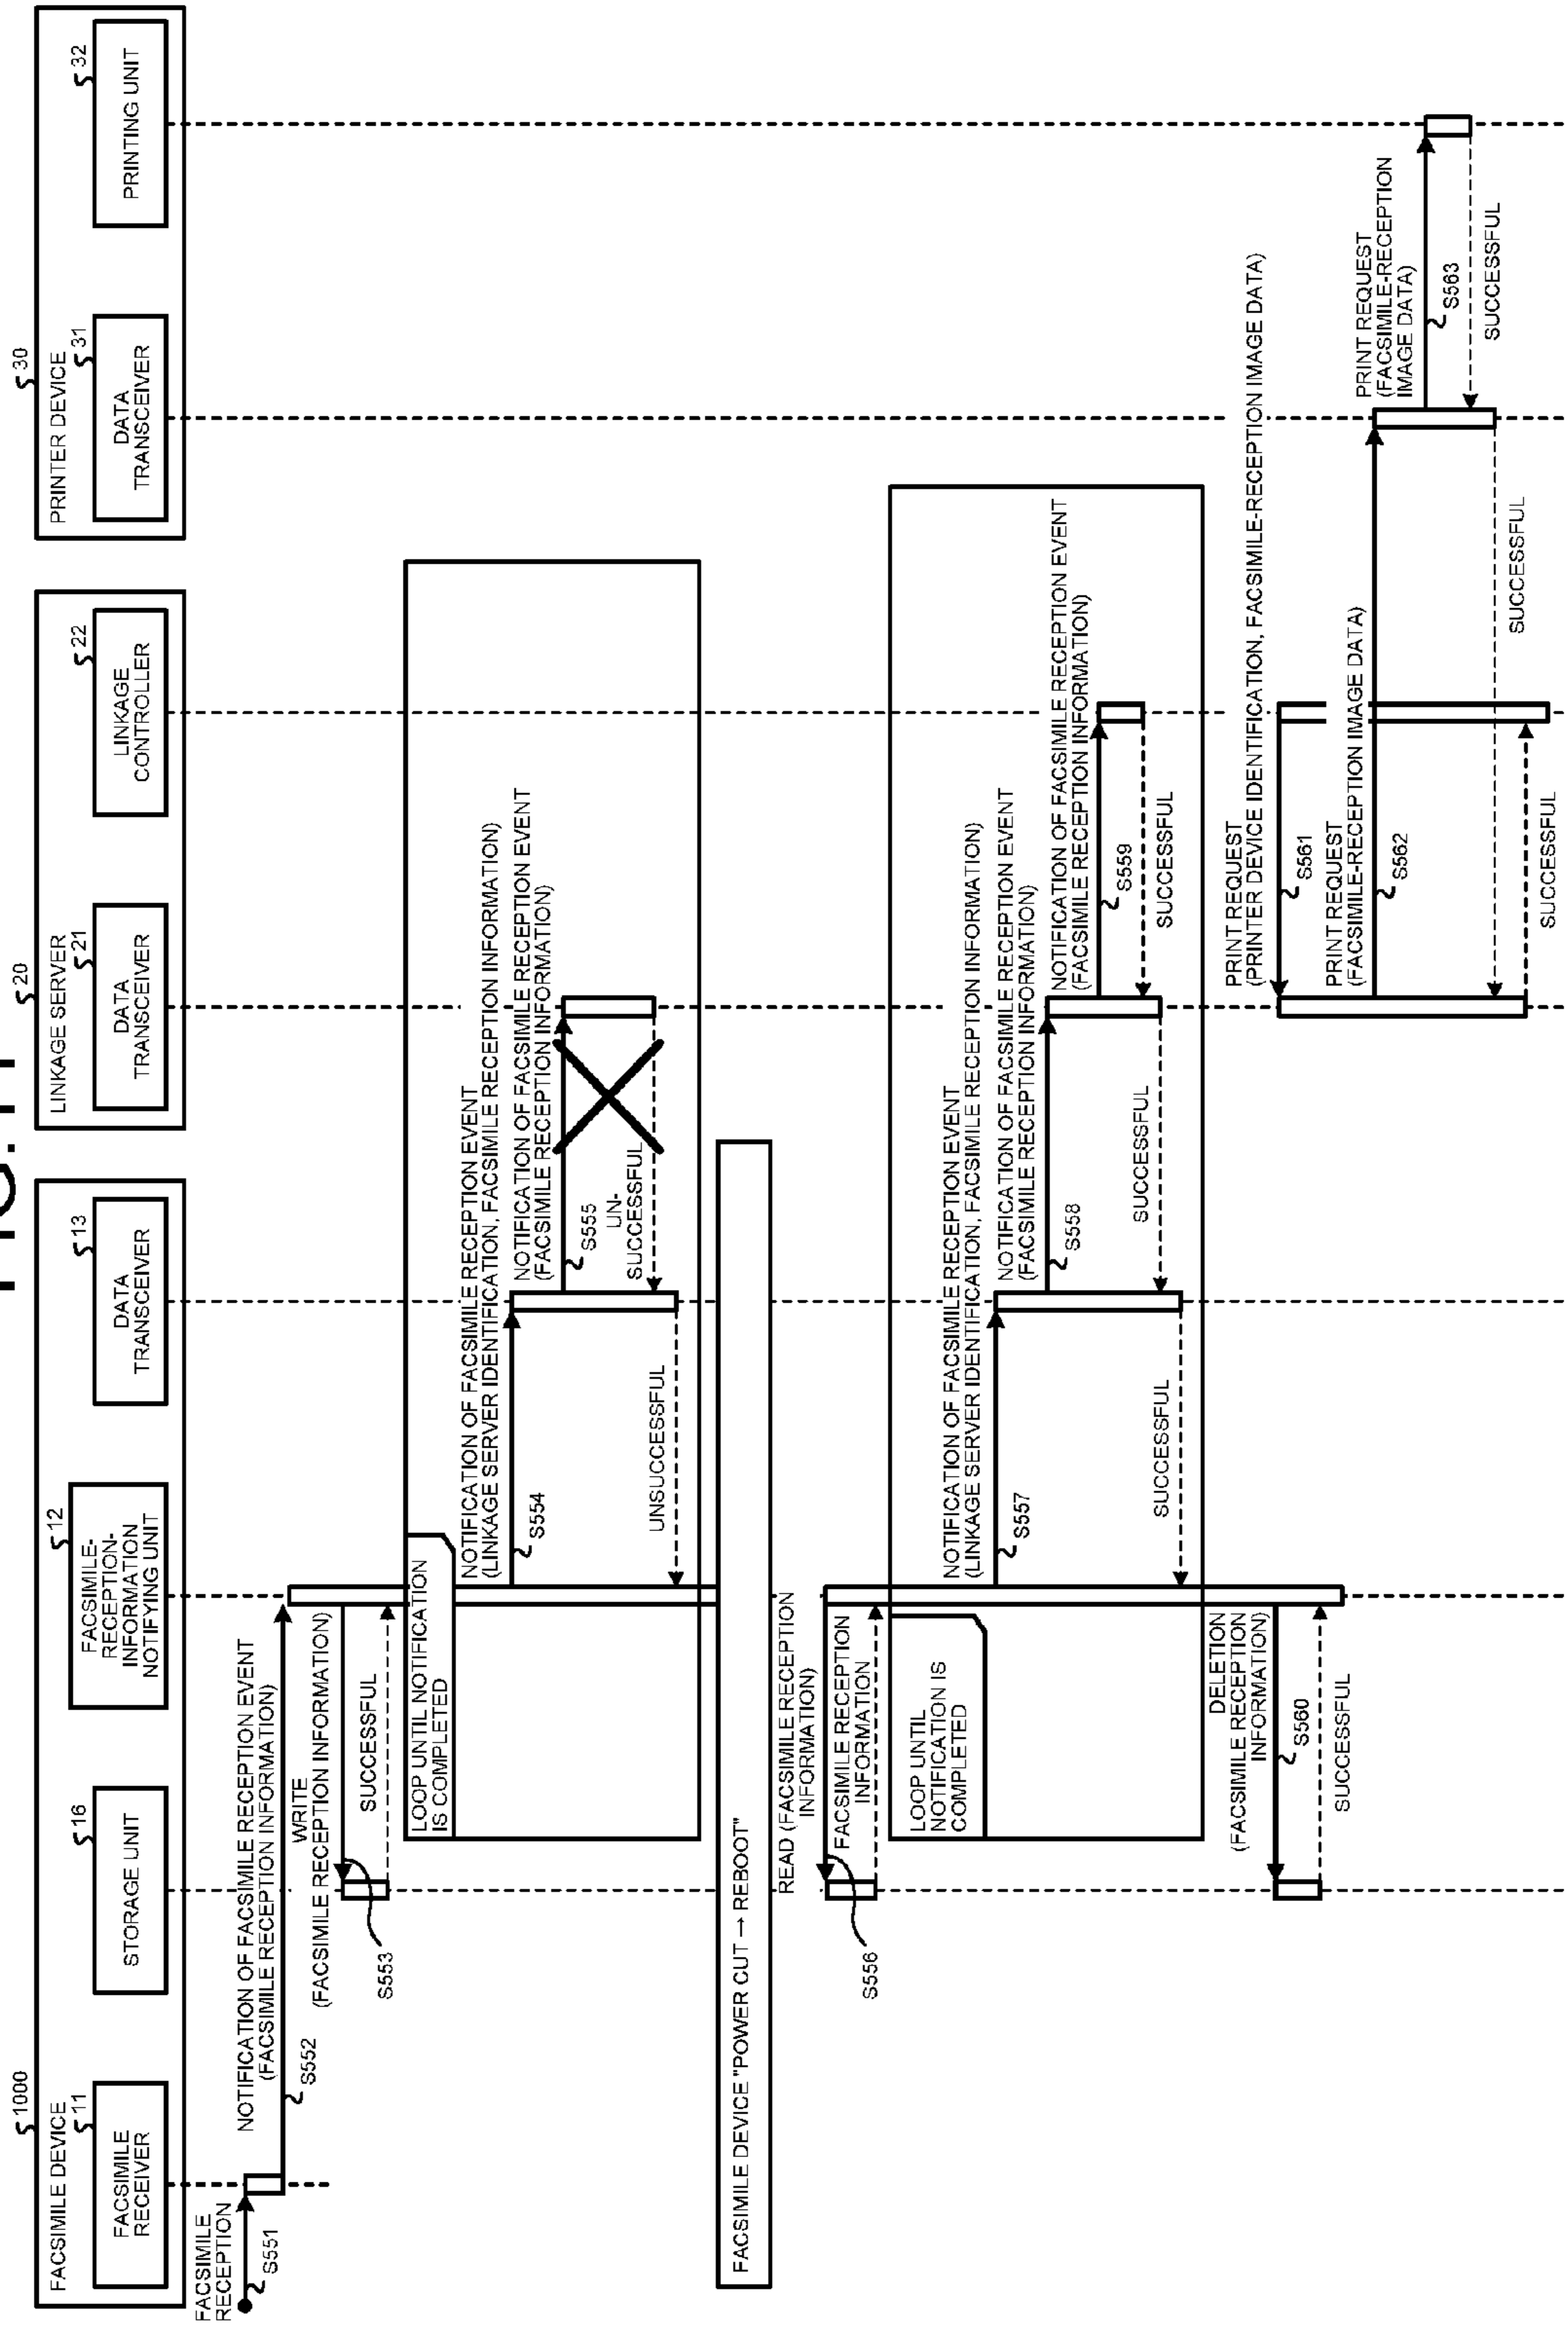 1000
FACSIMILE DEVICE
11
FACSIMILE
RECEIVER
16
STORAGE UNIT
12
FACSIMILE-
RECEPTION-
INFORMATION
NOTIFYING UNIT
13
DATA
TRANSCEIVER
20
LINKAGE SERVER
21
DATA
TRANSCEIVER
22
LINKAGE
CONTROLLER
30
PRINTER DEVICE
31
DATA
TRANSCEIVER
32
PRINTING UNIT
FACSIMILE
RECEPTION
S551
NOTIFICATION OF FACSIMILE RECEPTION EVENT
(FACSIMILE RECEPTION INFORMATION)
S552
WRITE
(FACSIMILE RECEPTION INFORMATION)
SUCCESSFUL
S553
LOOP UNTIL NOTIFICATION
IS COMPLETED
NOTIFICATION OF FACSIMILE RECEPTION EVENT
(LINKAGE SERVER IDENTIFICATION, FACSIMILE RECEPTION INFORMATION)
S554
NOTIFICATION OF FACSIMILE RECEPTION EVENT
(FACSIMILE RECEPTION INFORMATION)
S555
UN-
SUCCESSFUL
UNSUCCESSFUL
FACSIMILE DEVICE "POWER CUT → REBOOT"
READ (FACSIMILE RECEPTION
INFORMATION)
FACSIMILE RECEPTION
INFORMATION
S556
LOOP UNTIL
NOTIFICATION IS
COMPLETED
NOTIFICATION OF FACSIMILE RECEPTION EVENT
(LINKAGE SERVER IDENTIFICATION, FACSIMILE RECEPTION INFORMATION)
S557
NOTIFICATION OF FACSIMILE RECEPTION EVENT
(FACSIMILE RECEPTION INFORMATION)
S558
NOTIFICATION OF FACSIMILE RECEPTION EVENT
(FACSIMILE RECEPTION INFORMATION)
S559
SUCCESSFUL
SUCCESSFUL
SUCCESSFUL
DELETION
(FACSIMILE RECEPTION
INFORMATION)
S560
SUCCESSFUL
PRINT REQUEST
(PRINTER DEVICE IDENTIFICATION, FACSIMILE-RECEPTION IMAGE DATA)
S561
PRINT REQUEST
(FACSIMILE-RECEPTION IMAGE DATA)
S562
PRINT REQUEST
(FACSIMILE-RECEPTION
IMAGE DATA)
S563
SUCCESSFUL
SUCCESSFUL
SUCCESSFUL